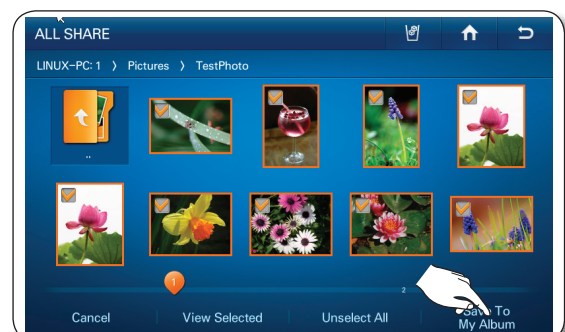 ALL SHARE
LINUX-PC: 1 〉 Pictures 〉 TestPhoto
..
1
2
Cancel
View Selected
Unselect All
Save To
My Album